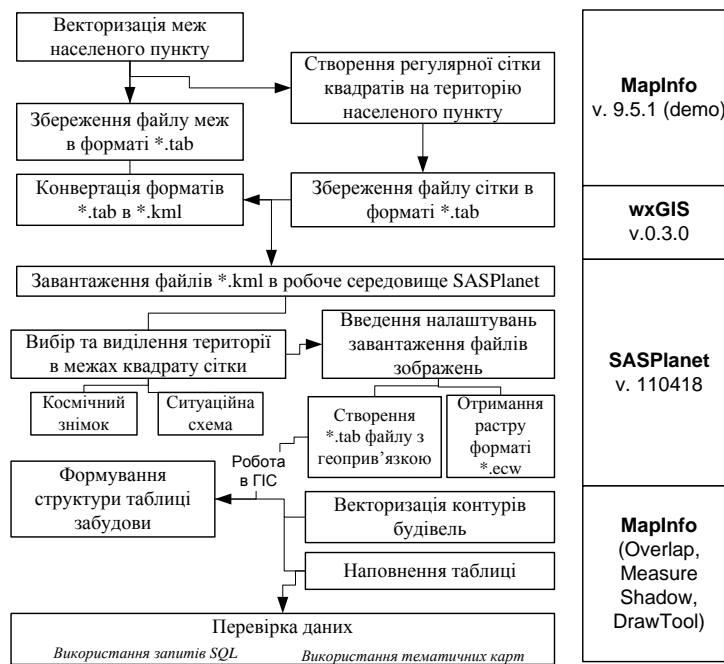 Векторизація меж
населеного пункту
Створення регулярної сітки
квадратів на територію
населеного пункту
MapInfo
v. 9.5.1 (demo)
Збереження файлу меж
в форматі *.tab
Конвертація форматів
*.tab в *.kml
Збереження файлу сітки в
форматі *.tab
wxGIS
v.0.3.0
Завантаження файлів *.kml в робоче середовище SASPlanet
Вибір та виділення території
в межах квадрату сітки
Введення налаштувань
завантаження файлів
зображень
SASPlanet
v. 110418
Космічний
знімок
Ситуаційна
схема
Створення
*.tab файлу з
геоприв’язкою
Отримання
растру
форматі
*.ecw
Робота
в ГІС
Формування
структури таблиці
забудови
Векторизація контурів
будівель
Наповнення таблиці
MapInfo
(Overlap,
Measure
Shadow,
DrawTool)
Перевірка даних
Використання запитів SQL
Використання тематичних карт